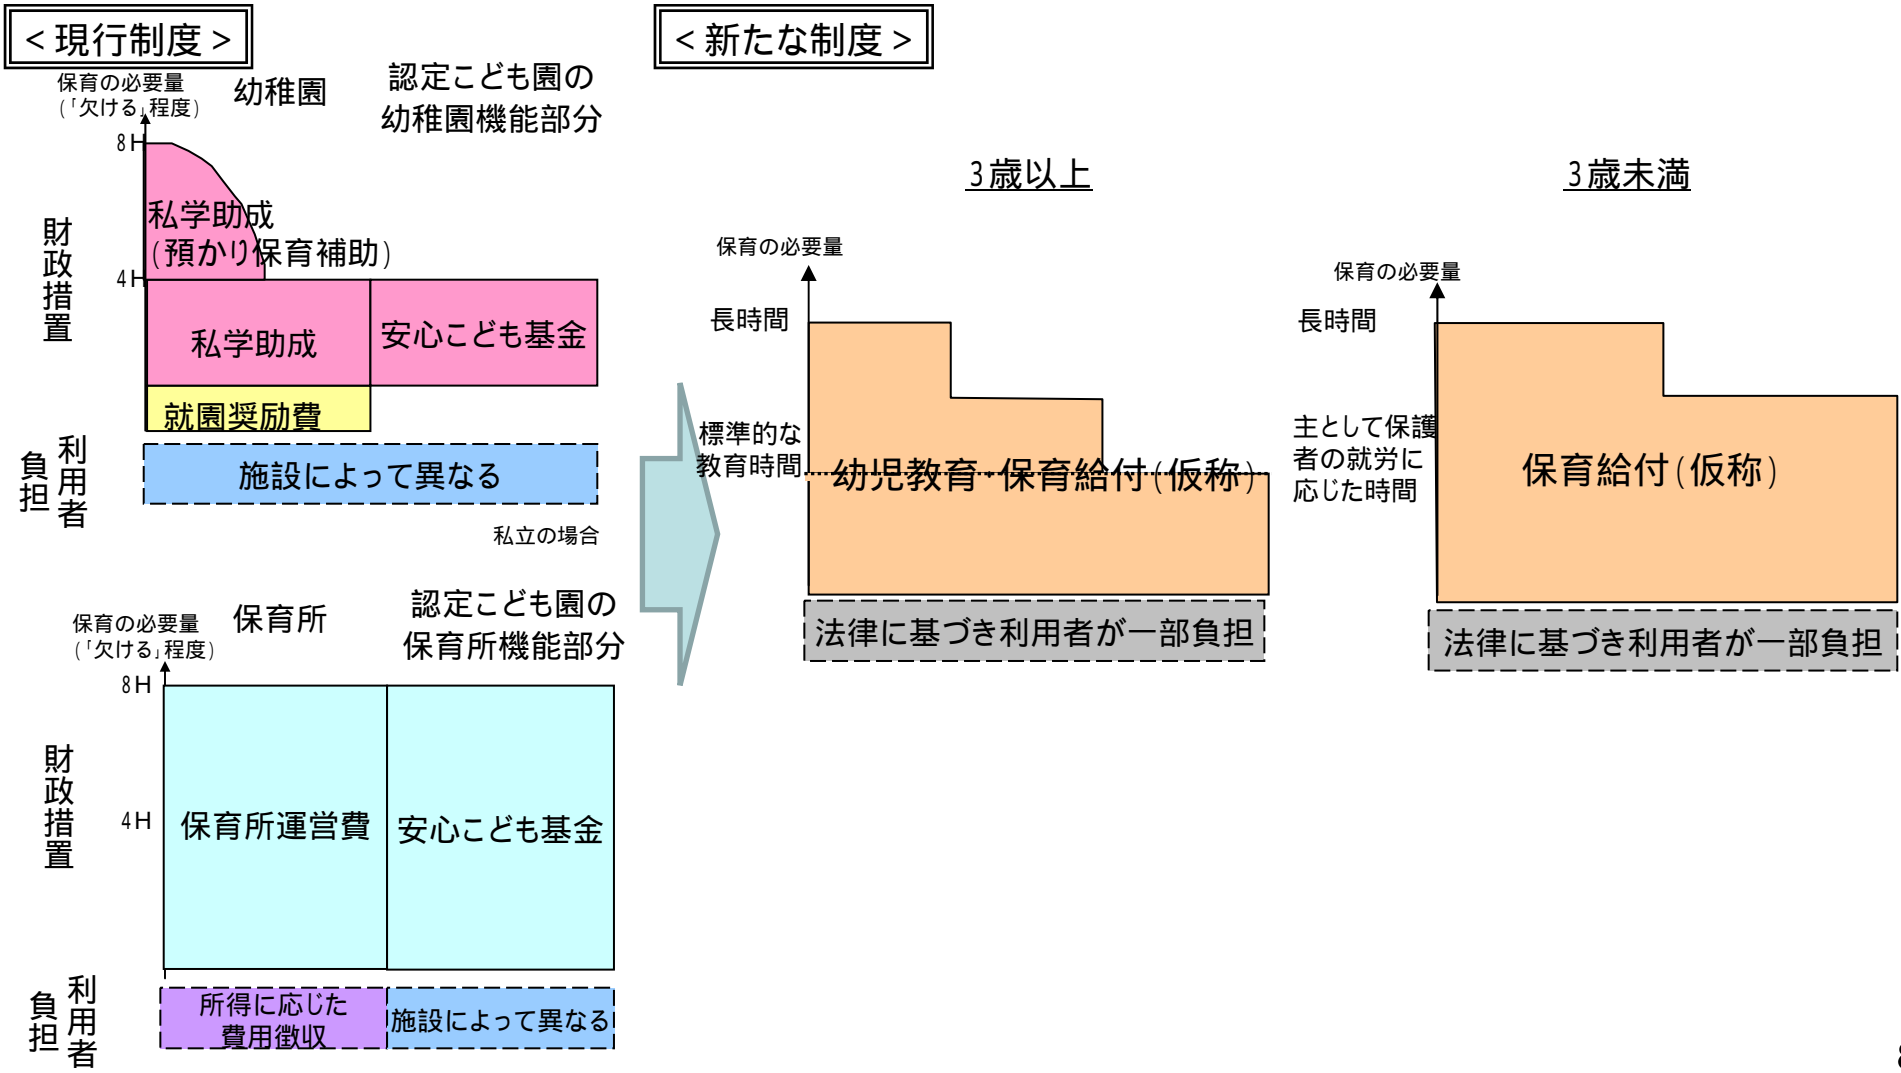 <現行制度>
保育の必要量
(「欠ける」程度)
幼稚園
認定こども園の
幼稚園機能部分
8H
私学助成
(預かり保育補助)
4H
財政措置
私学助成
安心こども基金
就園奨励費
利用者
負担
施設によって異なる
私立の場合
保育の必要量
(「欠ける」程度)
保育所
認定こども園の
保育所機能部分
8H
財政措置
4H
保育所運営費
安心こども基金
利用者
負担
所得に応じた
費用徴収
施設によって異なる
<新たな制度>
3歳以上
保育の必要量
長時間
標準的な
教育時間
幼児教育・保育給付(仮称)
法律に基づき利用者が一部負担
3歳未満
保育の必要量
長時間
主として保護
者の就労に
応じた時間
保育給付(仮称)
法律に基づき利用者が一部負担